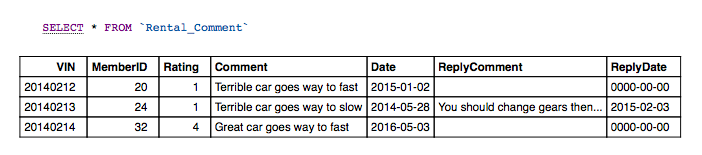 SELECT * FROM `Rental_Comment`
VIN MemberID Rating Comment Date ReplyComment ReplyDate
20140212 20 1 Terrible car goes way to fast 2015-01-02 0000-00-00
20140213 24 1 Terrible car goes way to slow 2014-05-28 You should change gears then... 2015-02-03
20140214 32 4 Great car goes way to fast 2016-05-03 0000-00-00